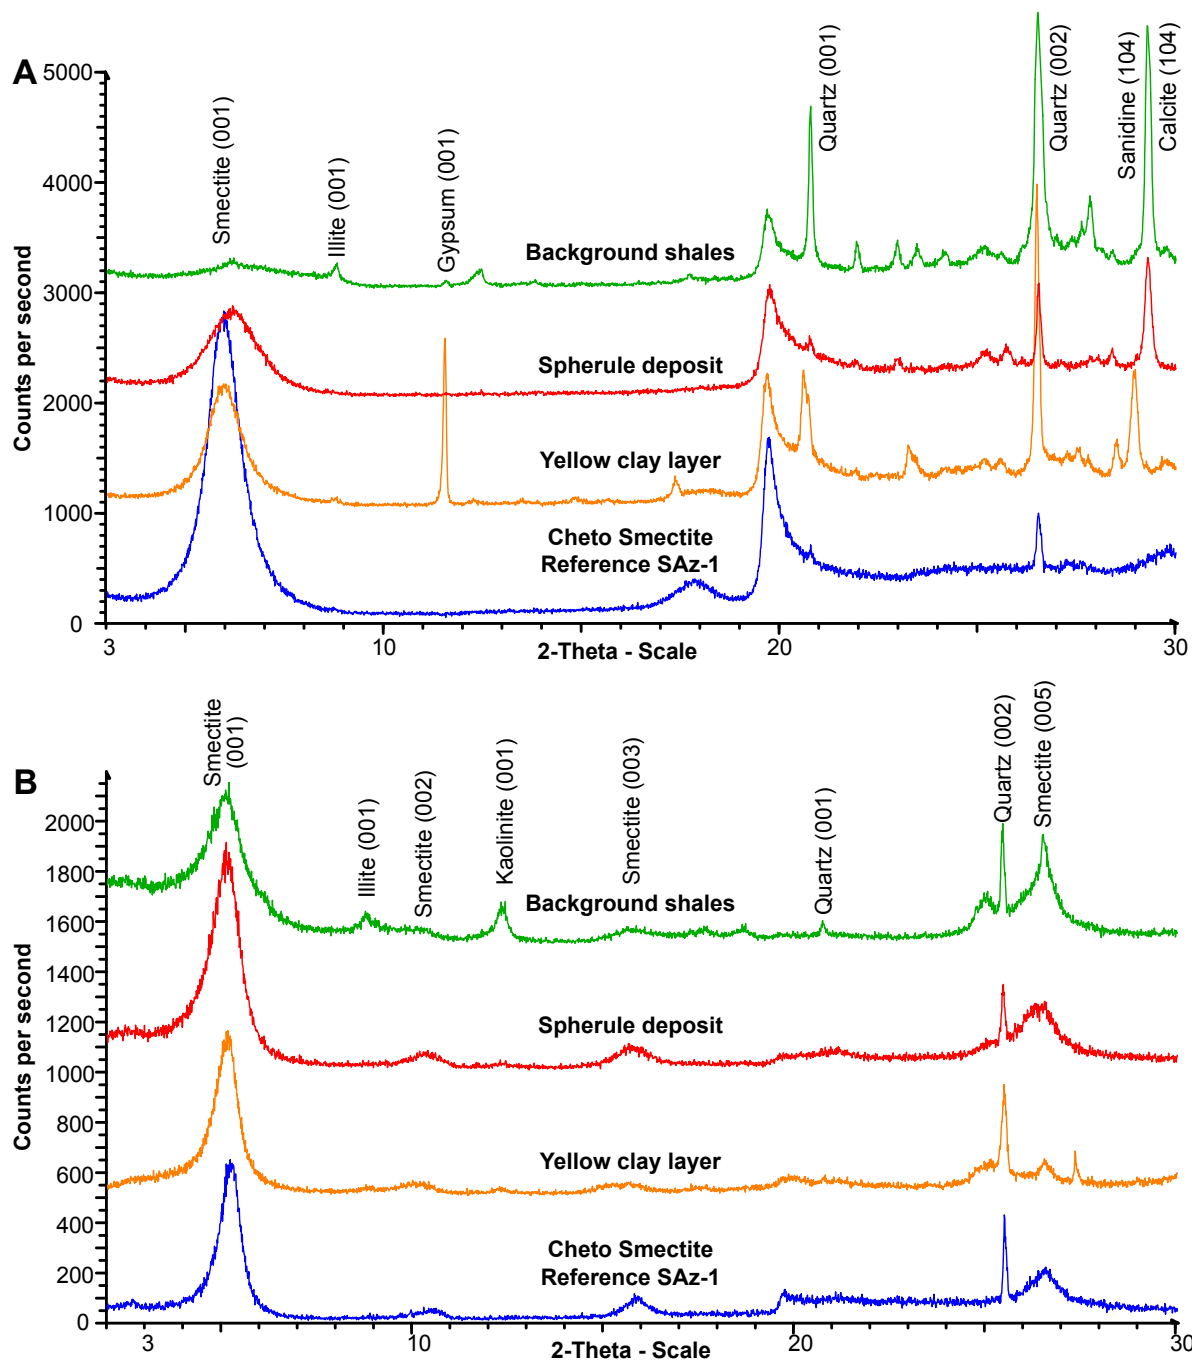 A
Smectite (001)
Illite (001)
Gypsum (001)
Quartz (001)
Quartz (002)
Sanidine (104)
Calcite (104)
Counts per second
5000
4000
3000
2000
1000
0
Background shales
Spherule deposit
Yellow clay layer
Cheto Smectite
Reference SAz-1
3
10
20
30
2-Theta - Scale
B
Smectite
(001)
Illite (001)
Smectite (002)
Kaolinite (001)
Smectite (003)
Quartz (001)
Quartz (002)
Smectite (005)
Counts per second
2000
1800
1600
1400
1200
1000
800
600
400
200
0
Background shales
Spherule deposit
Yellow clay layer
Cheto Smectite
Reference SAz-1
3
10
20
30
2-Theta - Scale